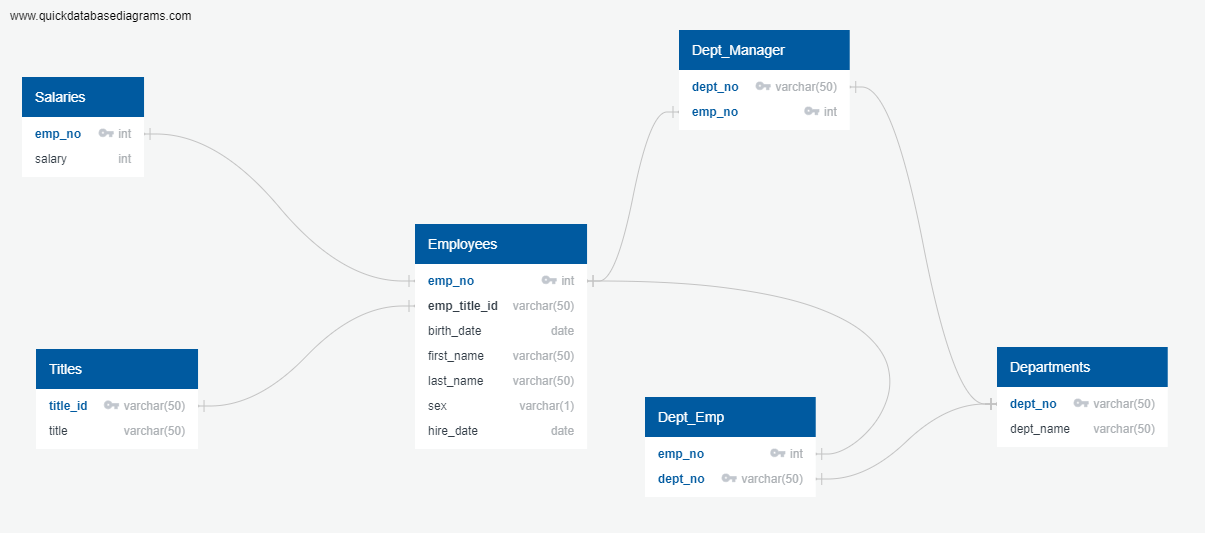 www.quickdatabasediagrams.com
Dept_Manager
dept_no varchar(50)
emp_no int
Salaries
emp_no int
salary int
Employees
emp_no int
emp_title_id varchar(50)
birth_date date
first_name varchar(50)
last_name varchar(50)
sex varchar(1)
hire_date date
Titles
title_id varchar(50)
title varchar(50)
Dept_Emp
emp_no int
dept_no varchar(50)
Departments
dept_no varchar(50)
dept_name varchar(50)